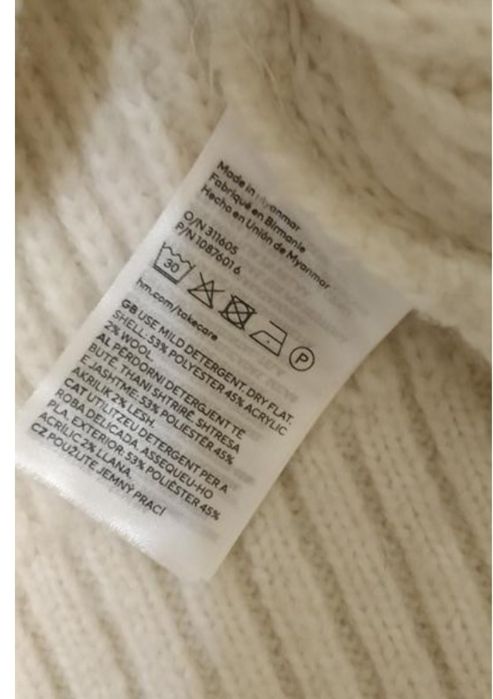 Made in Myanmar
Fabriqué en Birmanie
Hecho en Unión de Myanmar
O/N 311605
P/N 1087601 6
30
P
hm.com/takecare
GB USE MILD DETERGENT. DRY FLAT.
SHELL: 53% POLYESTER 45% ACRYLIC
2% WOOL
AL PËRDORNI DETERGJENT TË
BUTË. THANI SHTRIRË. SHTRESA
E JASHTME: 53% POLIESTËR 45%
AKRILIK 2% LESH.
CAT UTILITZEU DETERGENT PER A
ROBA DELICADA. ASSEQUEU-HO
PLA. EXTERIOR: 53% POLIÈSTER 45%
ACRÍLIC 2% LLANA.
CZ POUŽIJTE JEMNÝ PRACÍ